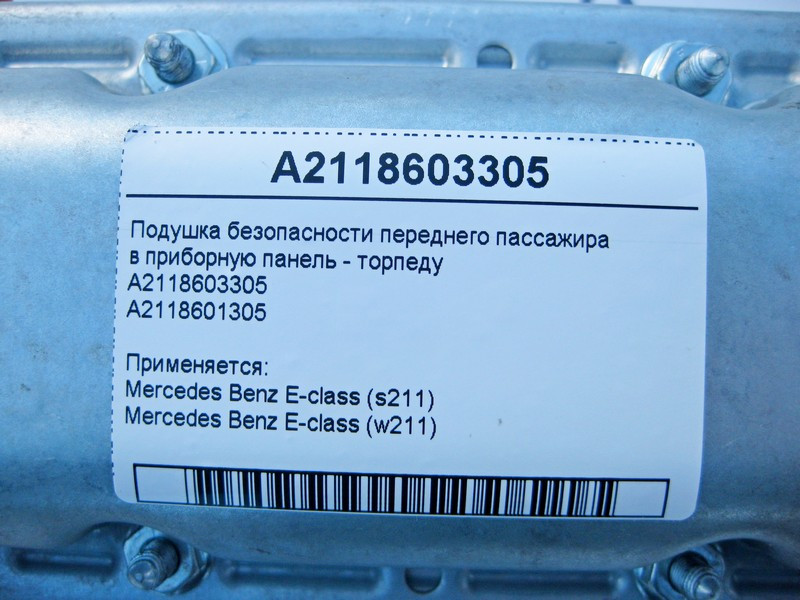 A2118603305
Подушка безопасности переднего пассажира
в приборную панель - торпеду
A2118603305
A2118601305
Применяется:
Mercedes Benz E-class (s211)
Mercedes Benz E-class (w211)